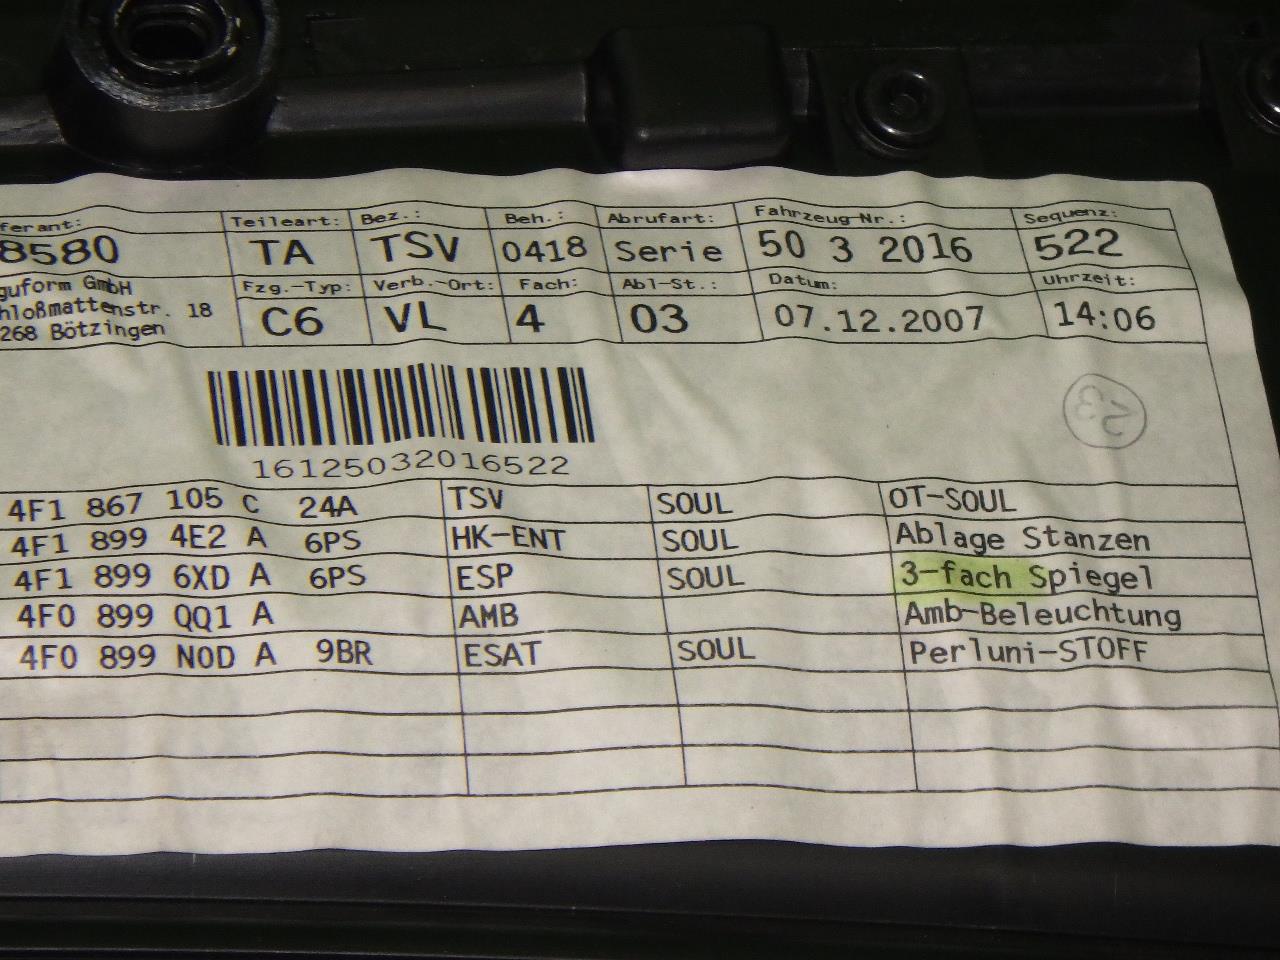 ferant: Teileart: Bez.: Beh.: Abrufart: Fahrzeug-Nr.: Sequenz:
8580 TA TSV 0418 Serie 50 3 2016 522
guform GmbH Fzg.-Typ: Verb.-Ort: Fach: Abl-St.: Datum: Uhrzeit:
hloßmattenstr. 18 C6 VL 4 03 07.12.2007 14:06
268 Bötzingen
23
16125032016522
4F1 867 105 C 24A TSV SOUL OT-SOUL
4F1 899 4E2 A 6PS HK-ENT SOUL Ablage Stanzen
4F1 899 6XD A 6PS ESP SOUL 3-fach Spiegel
4F0 899 QQ1 A AMB Amb-Beleuchtung
4F0 899 N0D A 9BR ESAT SOUL Perluni-STOFF